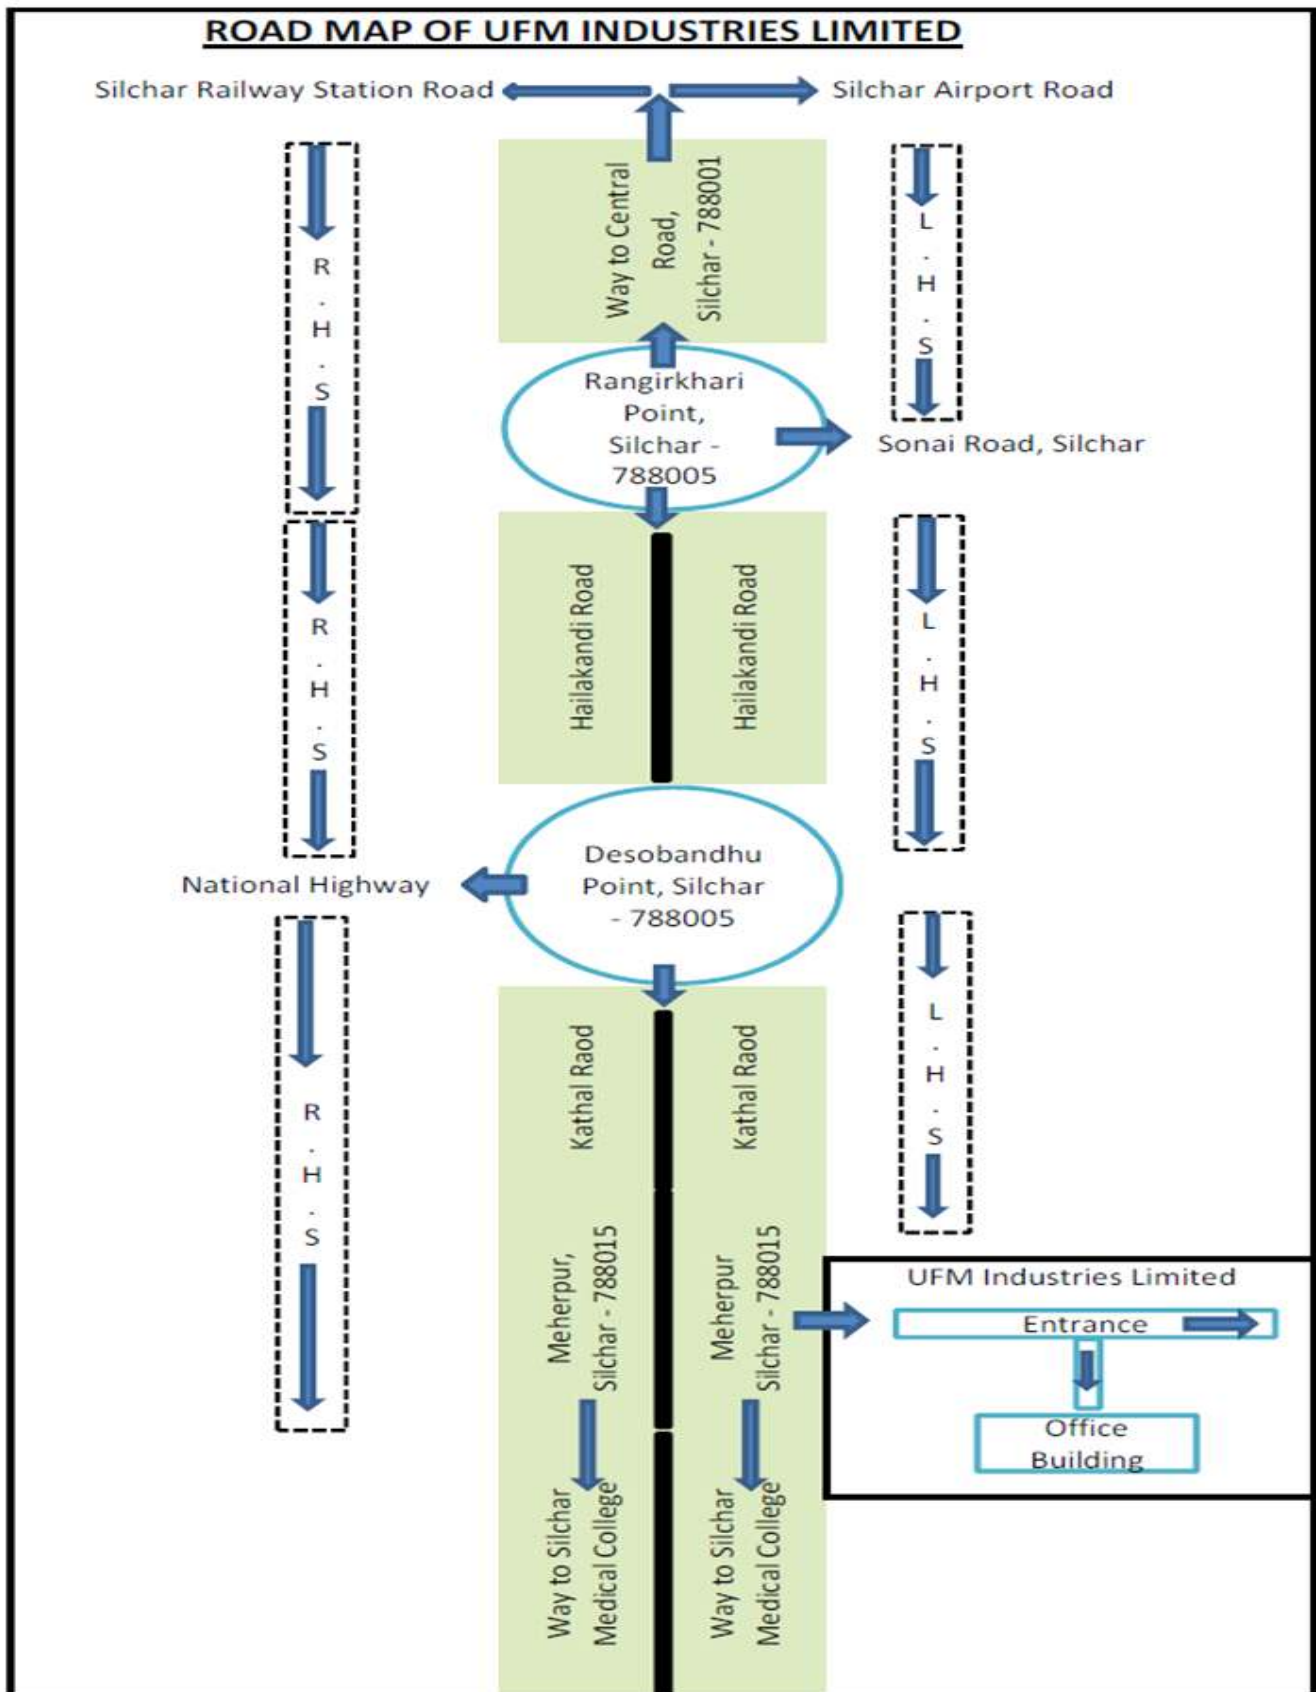 ROAD MAP OF UFM INDUSTRIES LIMITED
Silchar Railway Station Road
Silchar Airport Road
Way to Central
Road,
Silchar - 788001
R
.
H
.
S
L
.
H
.
S
Rangirkhari
Point,
Silchar -
788005
Sonai Road, Silchar
R
.
H
.
S
Hailakandi Road
Hailakandi Road
L
.
H
.
S
Desobandhu
Point, Silchar
- 788005
National Highway
R
.
H
.
S
Kathal Raod
Kathal Raod
L
.
H
.
S
Meherpur,
Silchar - 788015
Meherpur
Silchar - 788015
UFM Industries Limited
Entrance
Office
Building
Way to Silchar
Medical College
Way to Silchar
Medical College